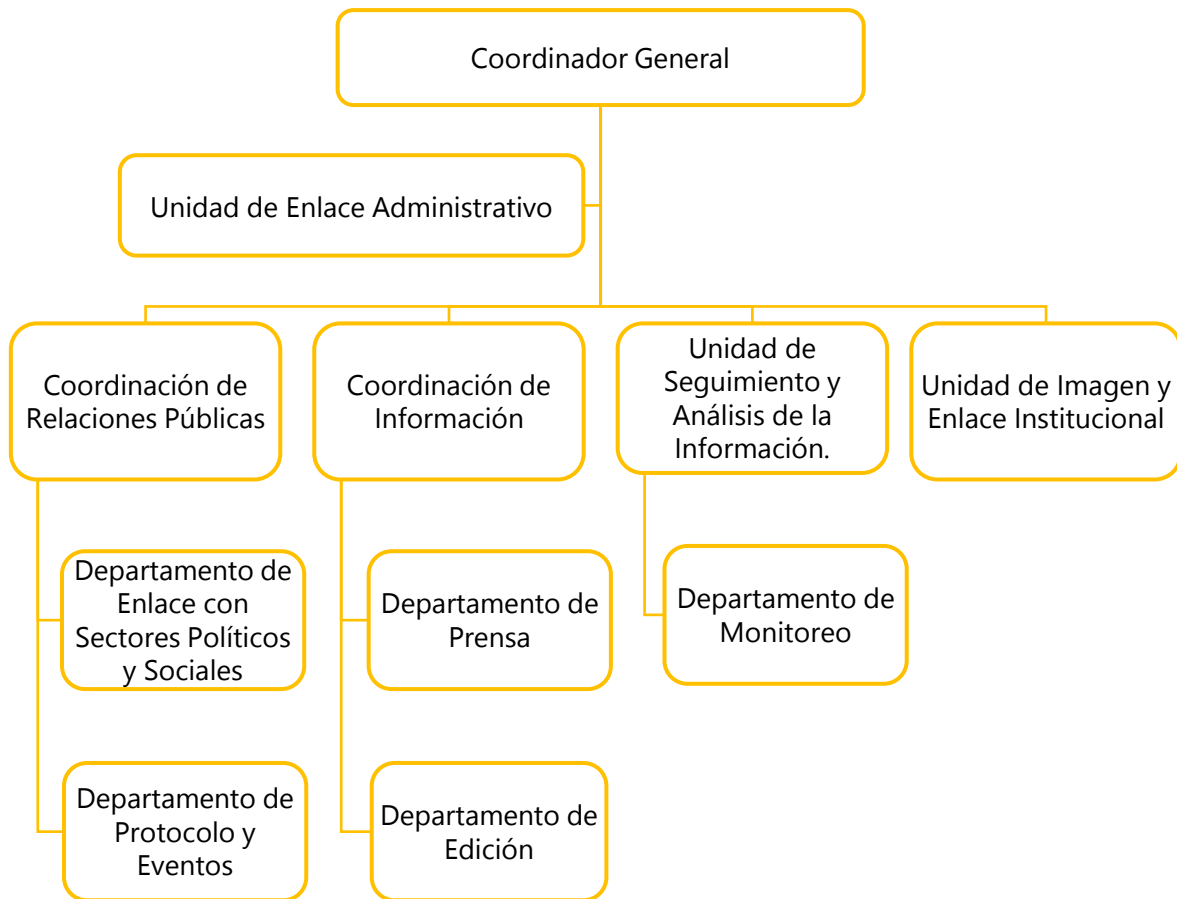 Coordinador General
Unidad de Enlace Administrativo
Coordinación de
Relaciones Públicas
Coordinación de
Información
Unidad de
Seguimiento y
Análisis de la
Información.
Unidad de Imagen y
Enlace Institucional
Departamento de
Enlace con
Sectores Políticos
y Sociales
Departamento de
Prensa
Departamento de
Monitoreo
Departamento de
Protocolo y
Eventos
Departamento de
Edición